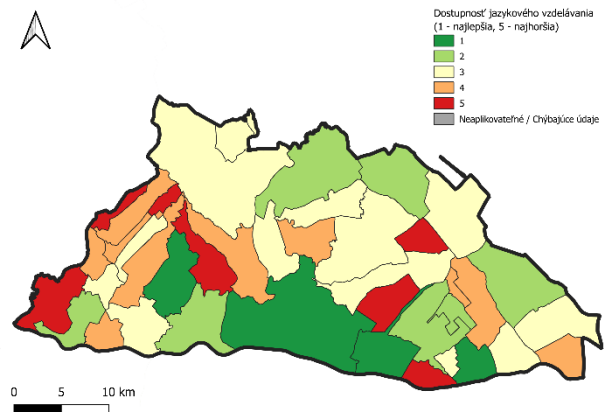 Dostupnosť jazykového vzdelávania
(1 - najlepšia, 5 - najhoršia)
1
2
3
4
5
Neaplikovateľné / Chýbajúce údaje
0 5 10 km